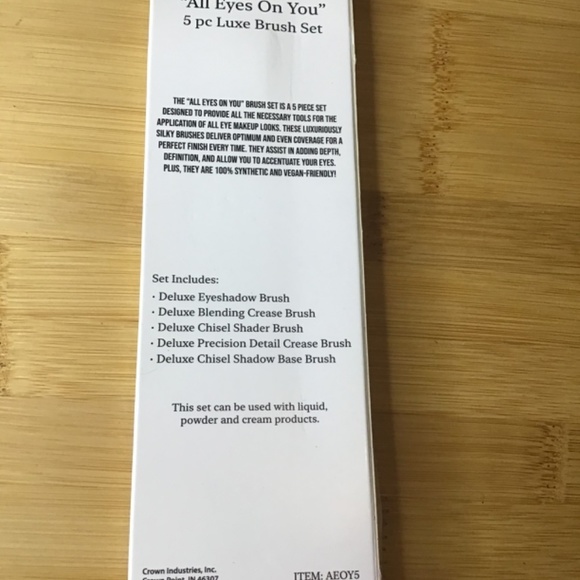 "All Eyes On You"
5 pc Luxe Brush Set
THE "ALL EYES ON YOU" BRUSH SET IS A 5 PIECE SET
DESIGNED TO PROVIDE ALL THE NECESSARY TOOLS FOR THE
APPLICATION OF ALL EYE MAKEUP LOOKS. THESE LUXURIOUSLY
SILKY BRUSHES DELIVER OPTIMUM AND EVEN COVERAGE FOR A
PERFECT FINISH EVERY TIME. THEY ASSIST IN ADDING DEPTH,
DEFINITION, AND ALLOW YOU TO ACCENTUATE YOUR EYES.
PLUS, THEY ARE 100% SYNTHETIC AND VEGAN-FRIENDLY!
Set Includes:
· Deluxe Eyeshadow Brush
· Deluxe Blending Crease Brush
· Deluxe Chisel Shader Brush
· Deluxe Precision Detail Crease Brush
· Deluxe Chisel Shadow Base Brush
This set can be used with liquid,
powder and cream products.
Crown Industries, Inc.
Crown Point, IN 46307
ITEM: AEOY5